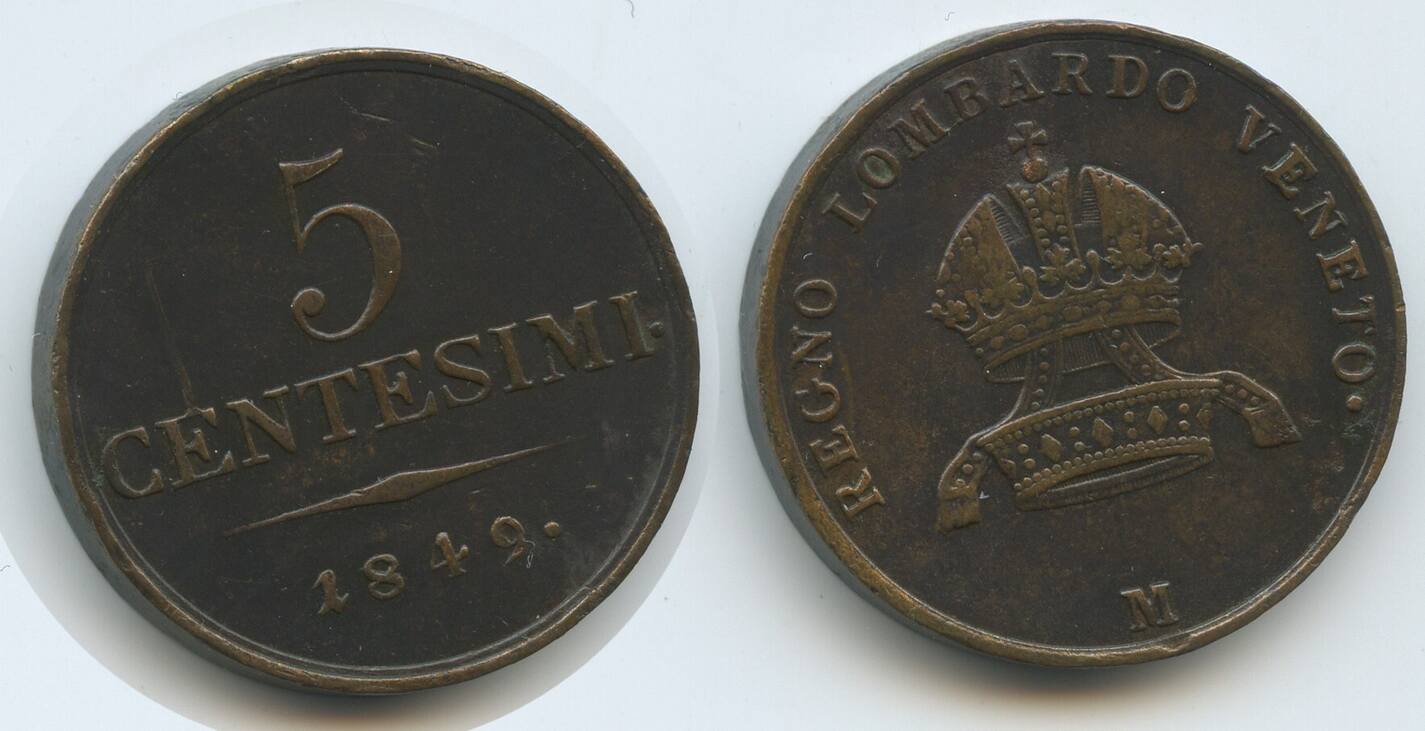 5
CENTESIMI.
1849.
REGNO LOMBARDO VENETO.
M